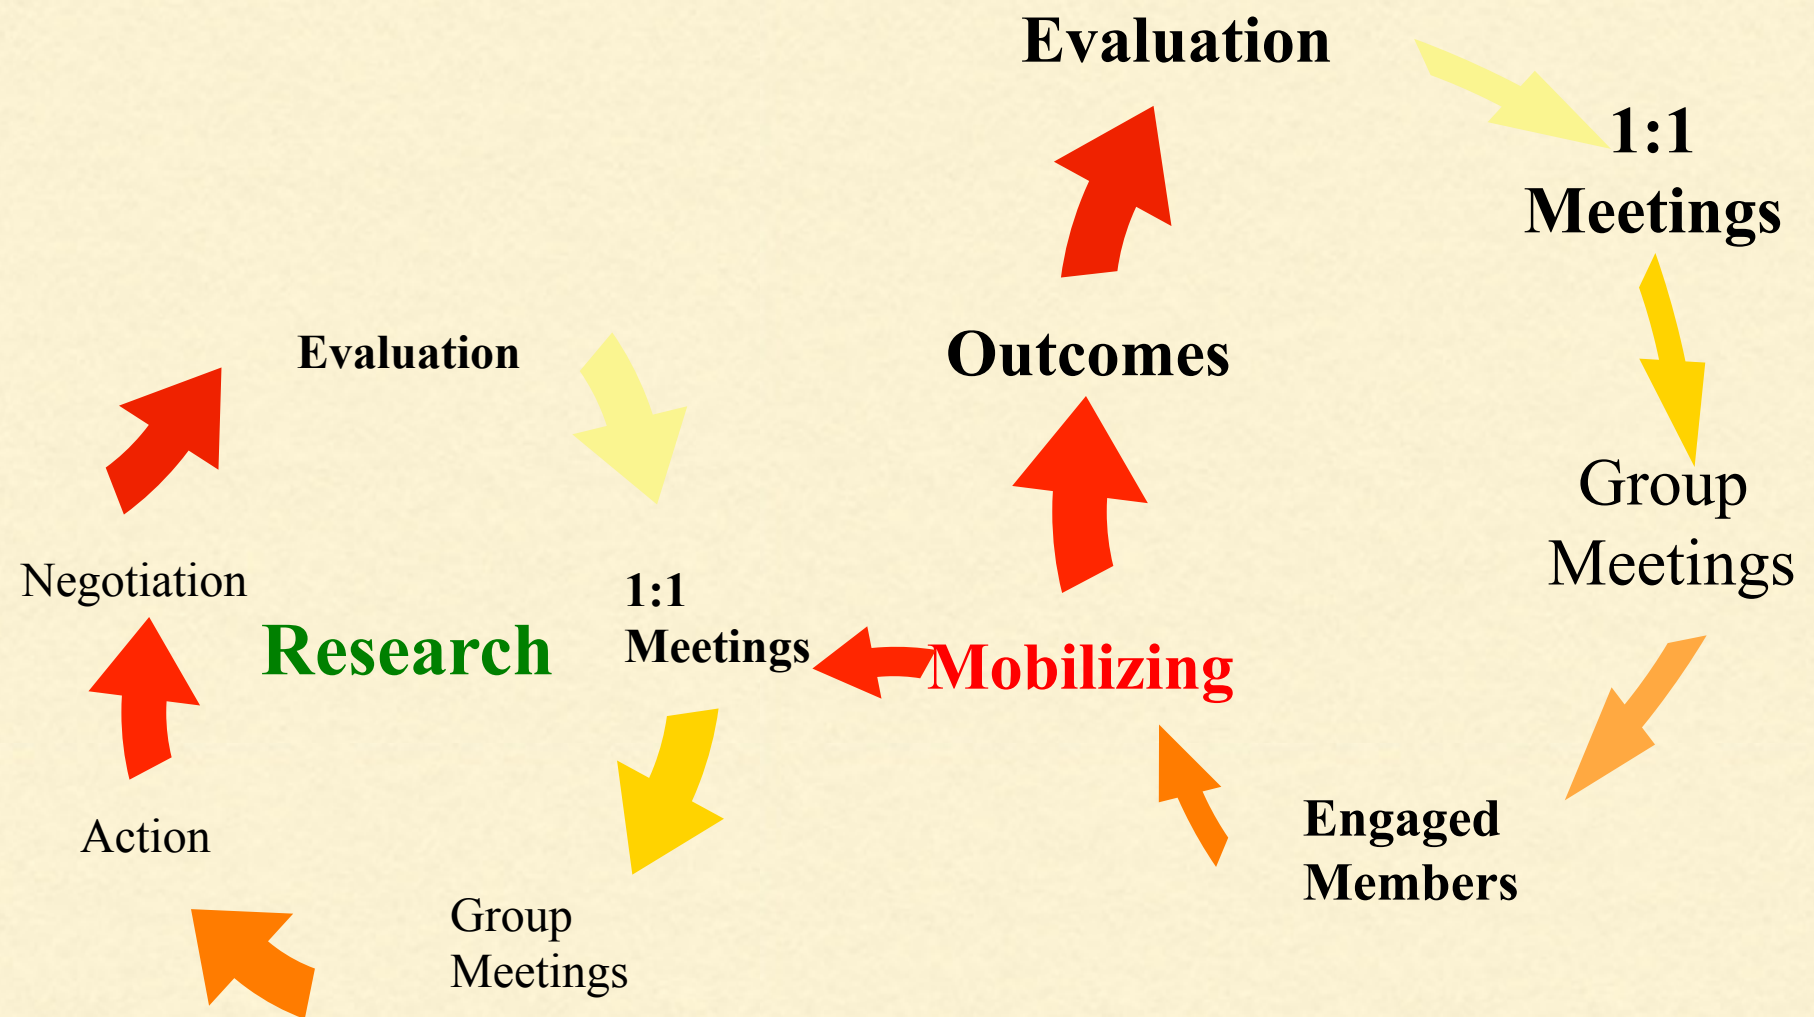 Evaluation
1:1
Meetings
Group
Meetings
Engaged
Members
Mobilizing
Outcomes
Evaluation
1:1
Meetings
Group
Meetings
Action
Negotiation
Research